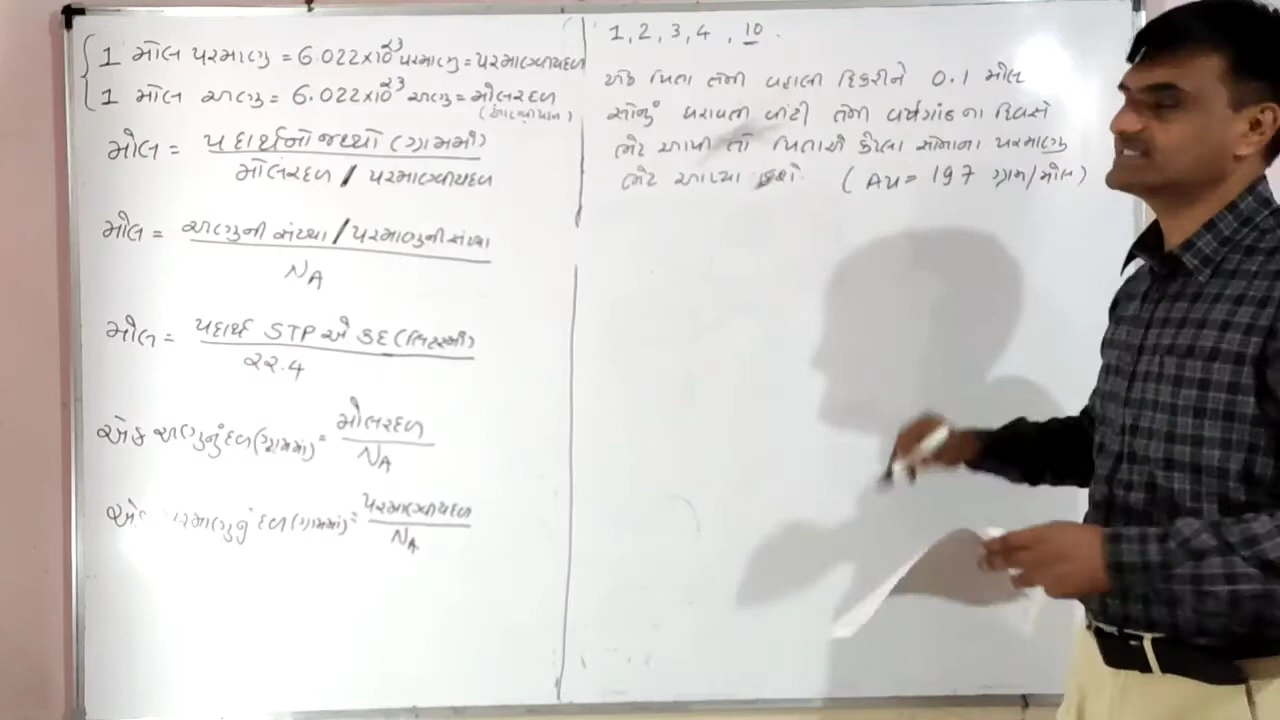 1 મોલ પરમાણુ = 6.022×10²³ પરમાણુ = પરમાણ્વીયદળ
1 મોલ અણુ = 6.022×10²³ અણુ = મોલરદળ
મોલ = પદાર્થનો જથ્થો (ગ્રામમાં)
મોલરદળ / પરમાણ્વીયદળ
મોલ = અણુની સંખ્યા / પરમાણુની સંખ્યા
NA
મોલ = પદાર્થ STP એ કદ (લિટરમાં)
૨૨.4
એક અણુનું દળ (ગ્રામમાં) = મોલરદળ
NA
પરમાણુનું દળ (ગ્રામમાં) = પરમાણ્વીયદળ
NA
1, 2, 3, 4 , 10 .
એક પિતા તેની વહાલી દિકરીને 0.1 મોલ
સોનું ધરાવતી વીંટી તેની વર્ષગાંઠ ના દિવસે
ભેટ આપી તો પિતાએ કેટલા સોનાના પરમાણુ
ભેટ આપ્યા હશે. (Au = 197 ગ્રામ/મોલ)